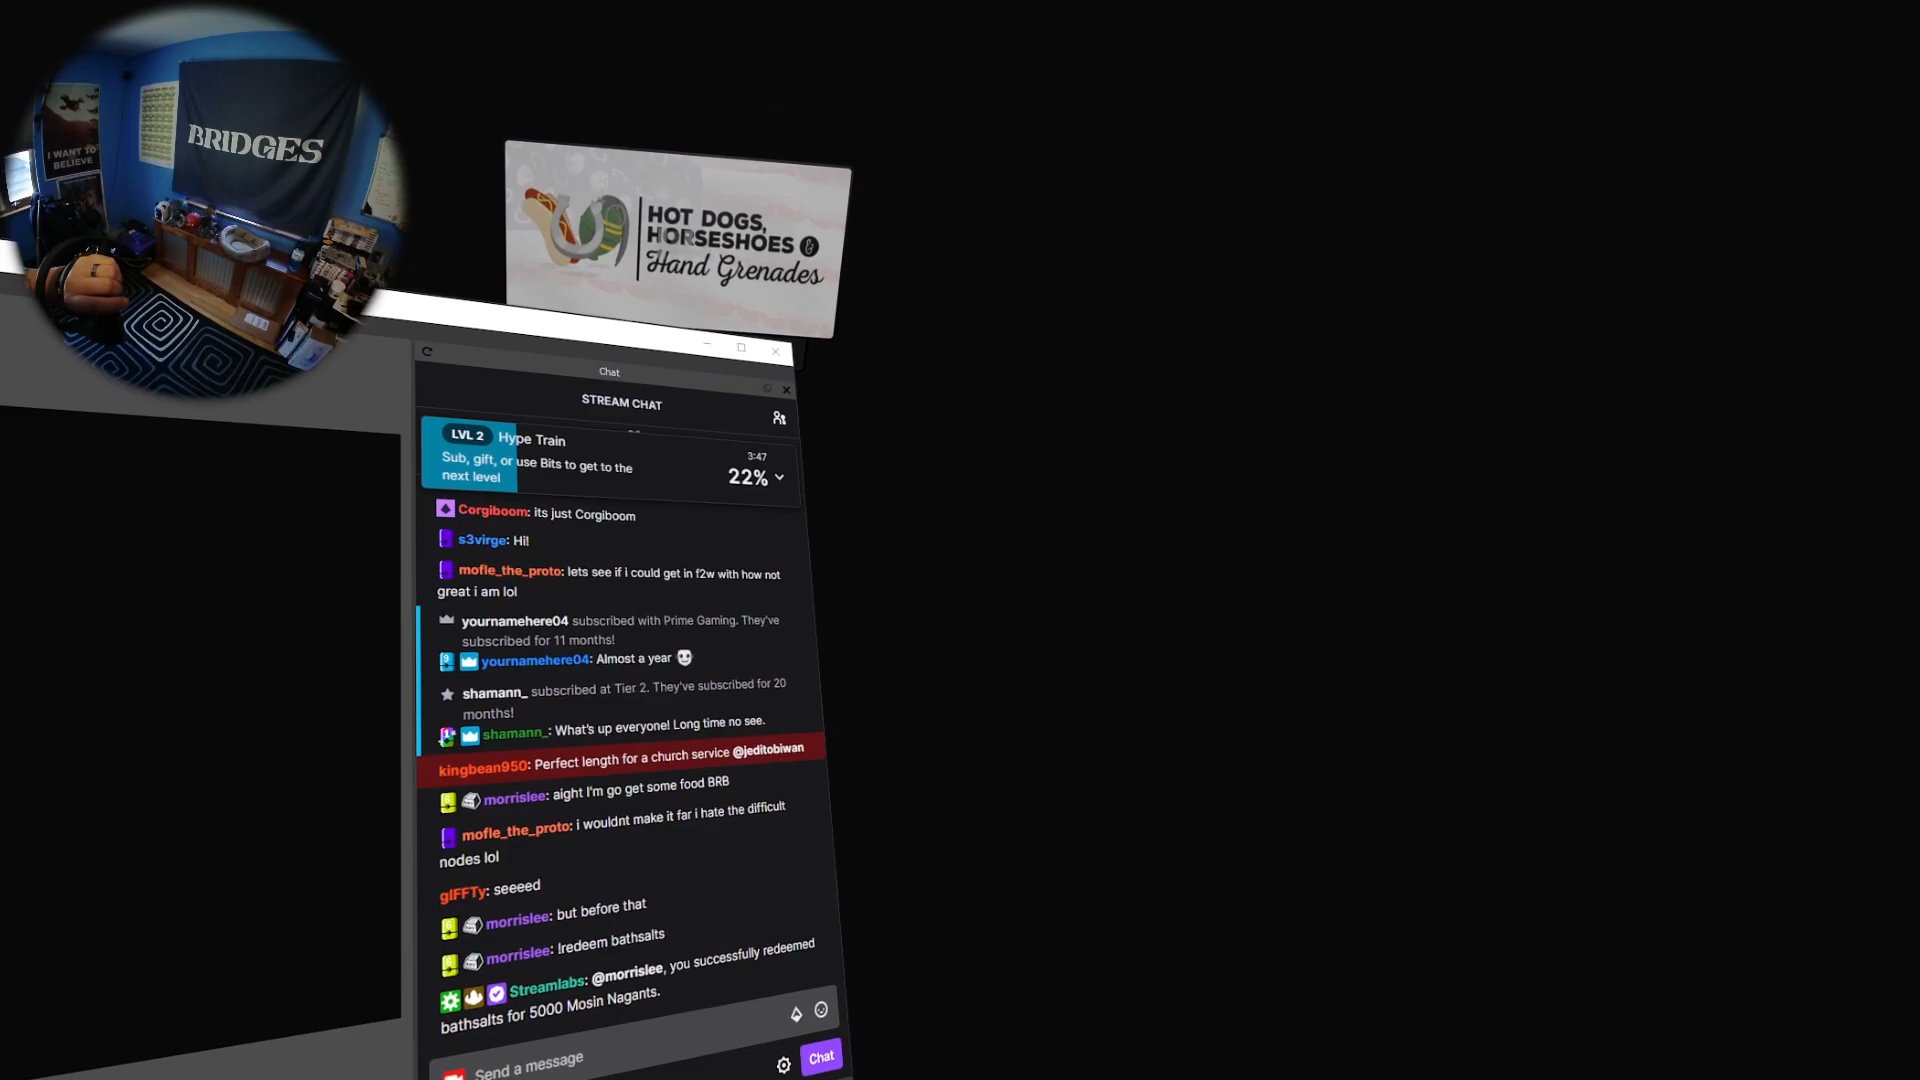 I WANT TO
BELIEVE
BRIDGES
HOT DOGS,
HORSESHOES &
Hand Grenades
Chat
STREAM CHAT
LVL 2 Hype Train
Sub, gift, or use Bits to get to the
next level
3:47
22%
Corgiboom: its just Corgiboom
s3virge: Hi!
mofle_the_proto: lets see if i could get in f2w with how not
great i am lol
yournamehere04 subscribed with Prime Gaming. They've
subscribed for 11 months!
yournamehere04: Almost a year
shamann_ subscribed at Tier 2. They've subscribed for 20
months!
shamann_: What's up everyone! Long time no see.
kingbean950: Perfect length for a church service @jeditobiwan
morrislee: aight I'm go get some food BRB
mofle_the_proto: i wouldnt make it far i hate the difficult
nodes lol
gIFFTy: seeeed
morrislee: but before that
morrislee: !redeem bathsalts
Streamlabs: @morrislee, you successfully redeemed
bathsalts for 5000 Mosin Nagants.
Send a message
Chat